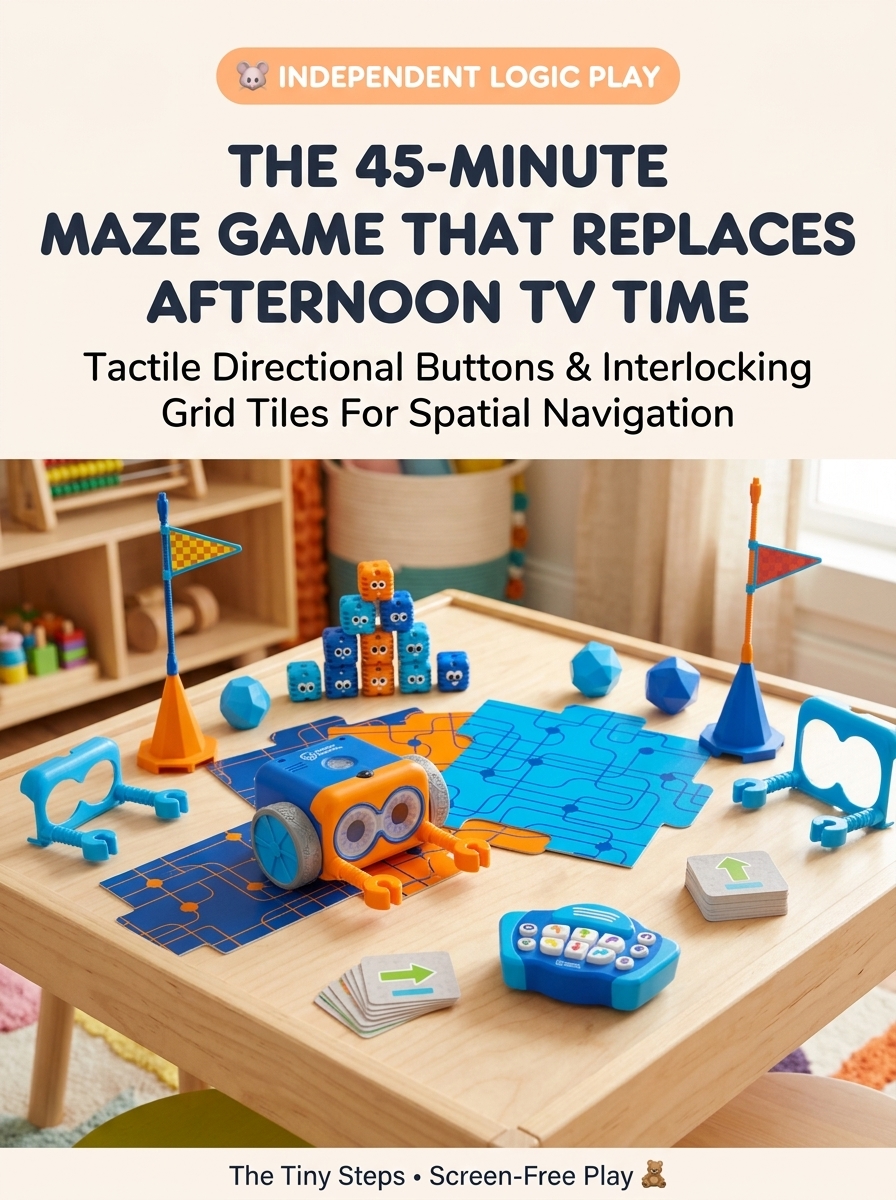 🐭 INDEPENDENT LOGIC PLAY
THE 45-MINUTE
MAZE GAME THAT REPLACES
AFTERNOON TV TIME
Tactile Directional Buttons & Interlocking
Grid Tiles For Spatial Navigation
The Tiny Steps • Screen-Free Play 🧸